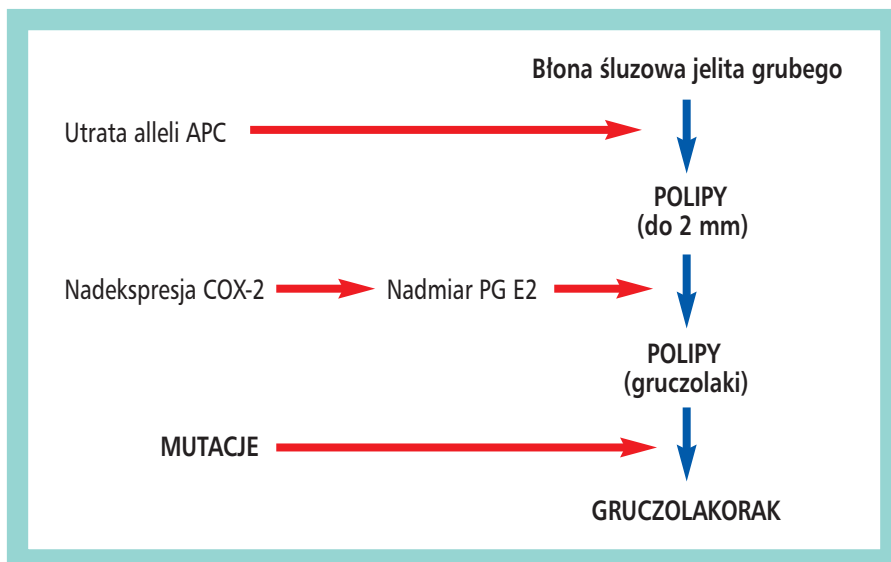 Błona śluzowa jelita grubego
Utrata alleli APC
POLIPY
(do 2 mm)
Nadekspresja COX-2
Nadmiar PG E2
POLIPY
(gruczolaki)
MUTACJE
GRUCZOLAKORAK